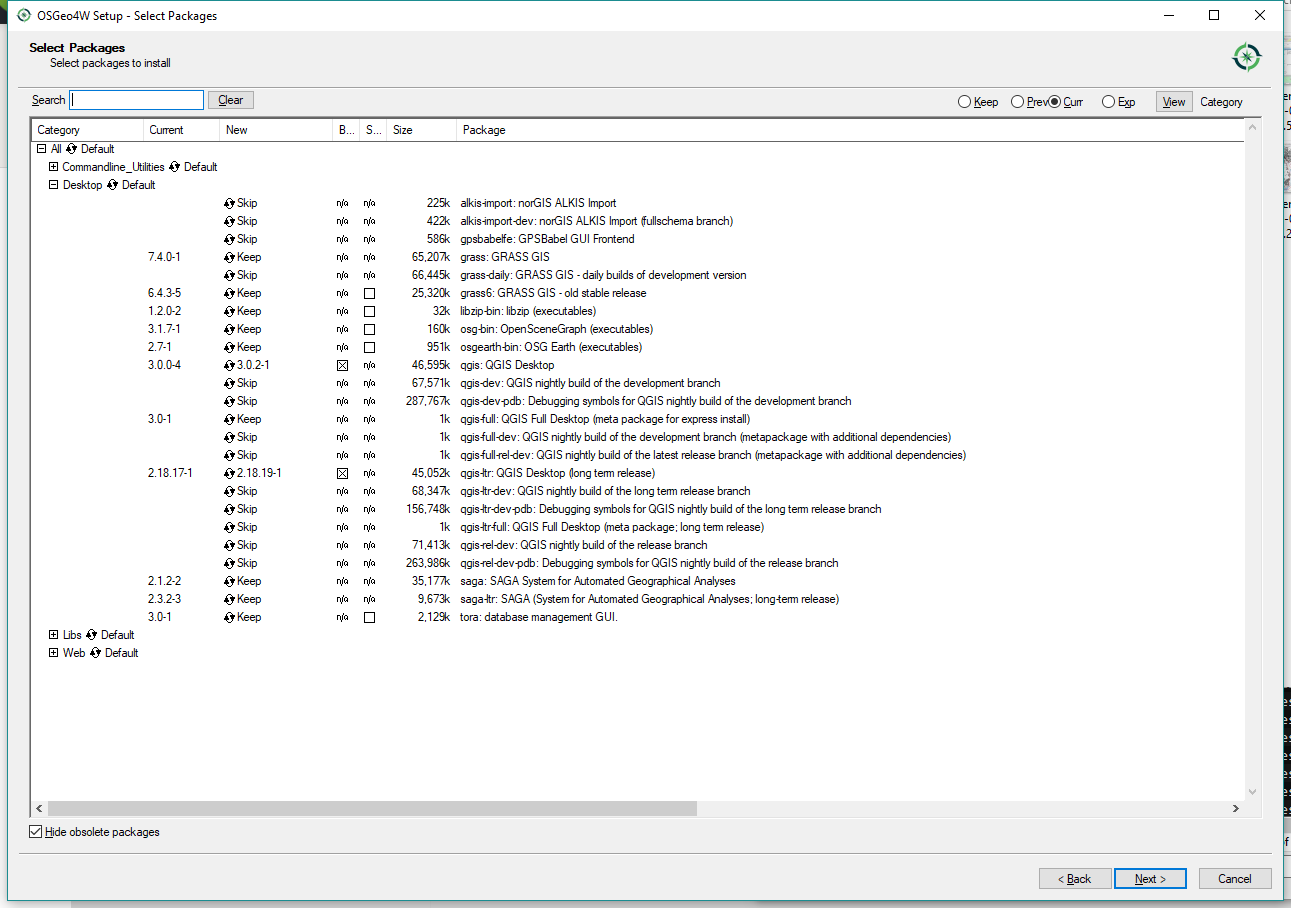 OSGeo4W Setup - Select Packages
Select Packages
Select packages to install
Search Clear Keep Prev Curr Exp View Category
Category Current New B... S... Size Package
All Default
Commandline_Utilities Default
Desktop Default
Skip n/a n/a 225k alkis-import: norGIS ALKIS Import
Skip n/a n/a 422k alkis-import-dev: norGIS ALKIS Import (fullschema branch)
Skip n/a n/a 586k gpsbabelfe: GPSBabel GUI Frontend
7.4.0-1 Keep n/a n/a 65,207k grass: GRASS GIS
Skip n/a n/a 66,445k grass-daily: GRASS GIS - daily builds of development version
6.4.3-5 Keep n/a 25,320k grass6: GRASS GIS - old stable release
1.2.0-2 Keep n/a 32k libzip-bin: libzip (executables)
3.1.7-1 Keep n/a 160k osg-bin: OpenSceneGraph (executables)
2.7-1 Keep n/a 951k osgearth-bin: OSG Earth (executables)
3.0.0-4 3.0.2-1 n/a 46,595k qgis: QGIS Desktop
Skip n/a n/a 67,571k qgis-dev: QGIS nightly build of the development branch
Skip n/a n/a 287,767k qgis-dev-pdb: Debugging symbols for QGIS nightly build of the development branch
3.0-1 Keep n/a n/a 1k qgis-full: QGIS Full Desktop (meta package for express install)
Skip n/a n/a 1k qgis-full-dev: QGIS nightly build of the development branch (metapackage with additional dependencies)
Skip n/a n/a 1k qgis-full-rel-dev: QGIS nightly build of the latest release branch (metapackage with additional dependencies)
2.18.17-1 2.18.19-1 n/a 45,052k qgis-ltr: QGIS Desktop (long term release)
Skip n/a n/a 68,347k qgis-ltr-dev: QGIS nightly build of the long term release branch
Skip n/a n/a 156,748k qgis-ltr-dev-pdb: Debugging symbols for QGIS nightly build of the long term release branch
Skip n/a n/a 1k qgis-ltr-full: QGIS Full Desktop (meta package; long term release)
Skip n/a n/a 71,413k qgis-rel-dev: QGIS nightly build of the release branch
Skip n/a n/a 263,986k qgis-rel-dev-pdb: Debugging symbols for QGIS nightly build of the release branch
2.1.2-2 Keep n/a n/a 35,177k saga: SAGA System for Automated Geographical Analyses
2.3.2-3 Keep n/a n/a 9,673k saga-ltr: SAGA (System for Automated Geographical Analyses; long-term release)
3.0-1 Keep n/a 2,129k tora: database management GUI.
Libs Default
Web Default
Hide obsolete packages
< Back Next > Cancel